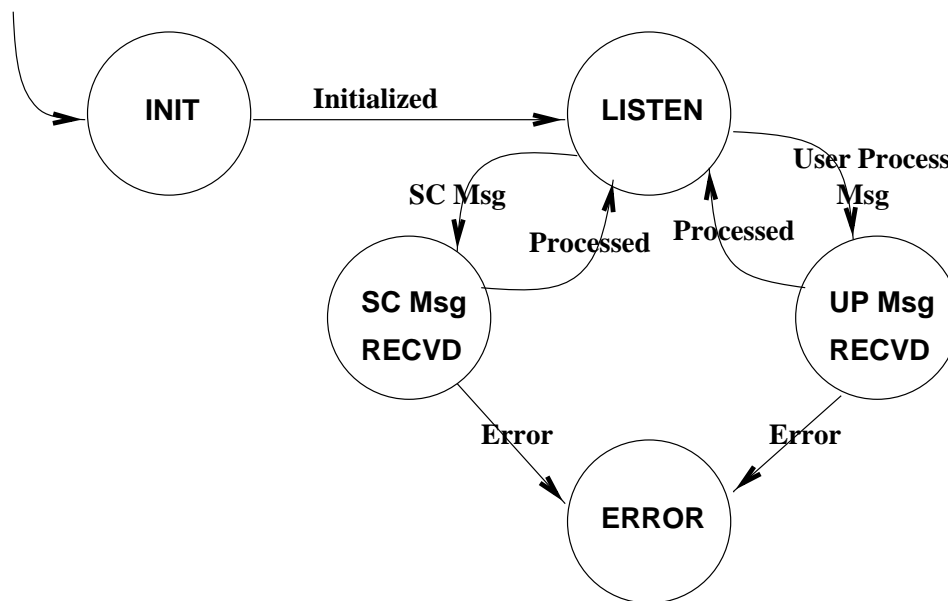 INIT
Initialized
LISTEN
User Process
Msg
SC Msg
Processed
Processed
SC Msg
RECVD
UP Msg
RECVD
Error
Error
ERROR